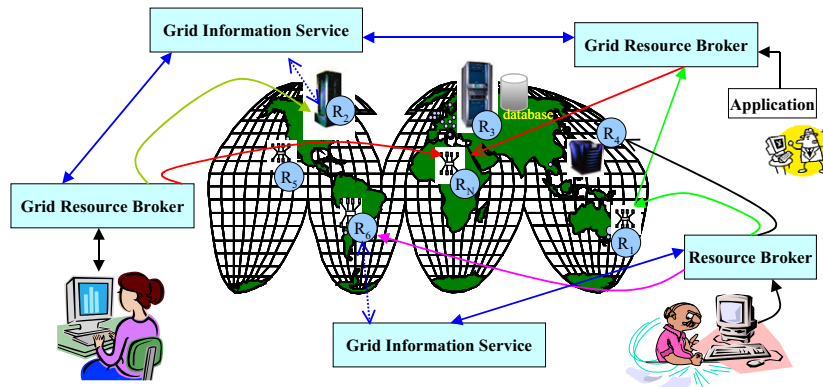 Grid Information Service
Grid Resource Broker
Application
database
R2
R3
R4
R5
RN
R6
R1
Grid Resource Broker
Resource Broker
Grid Information Service